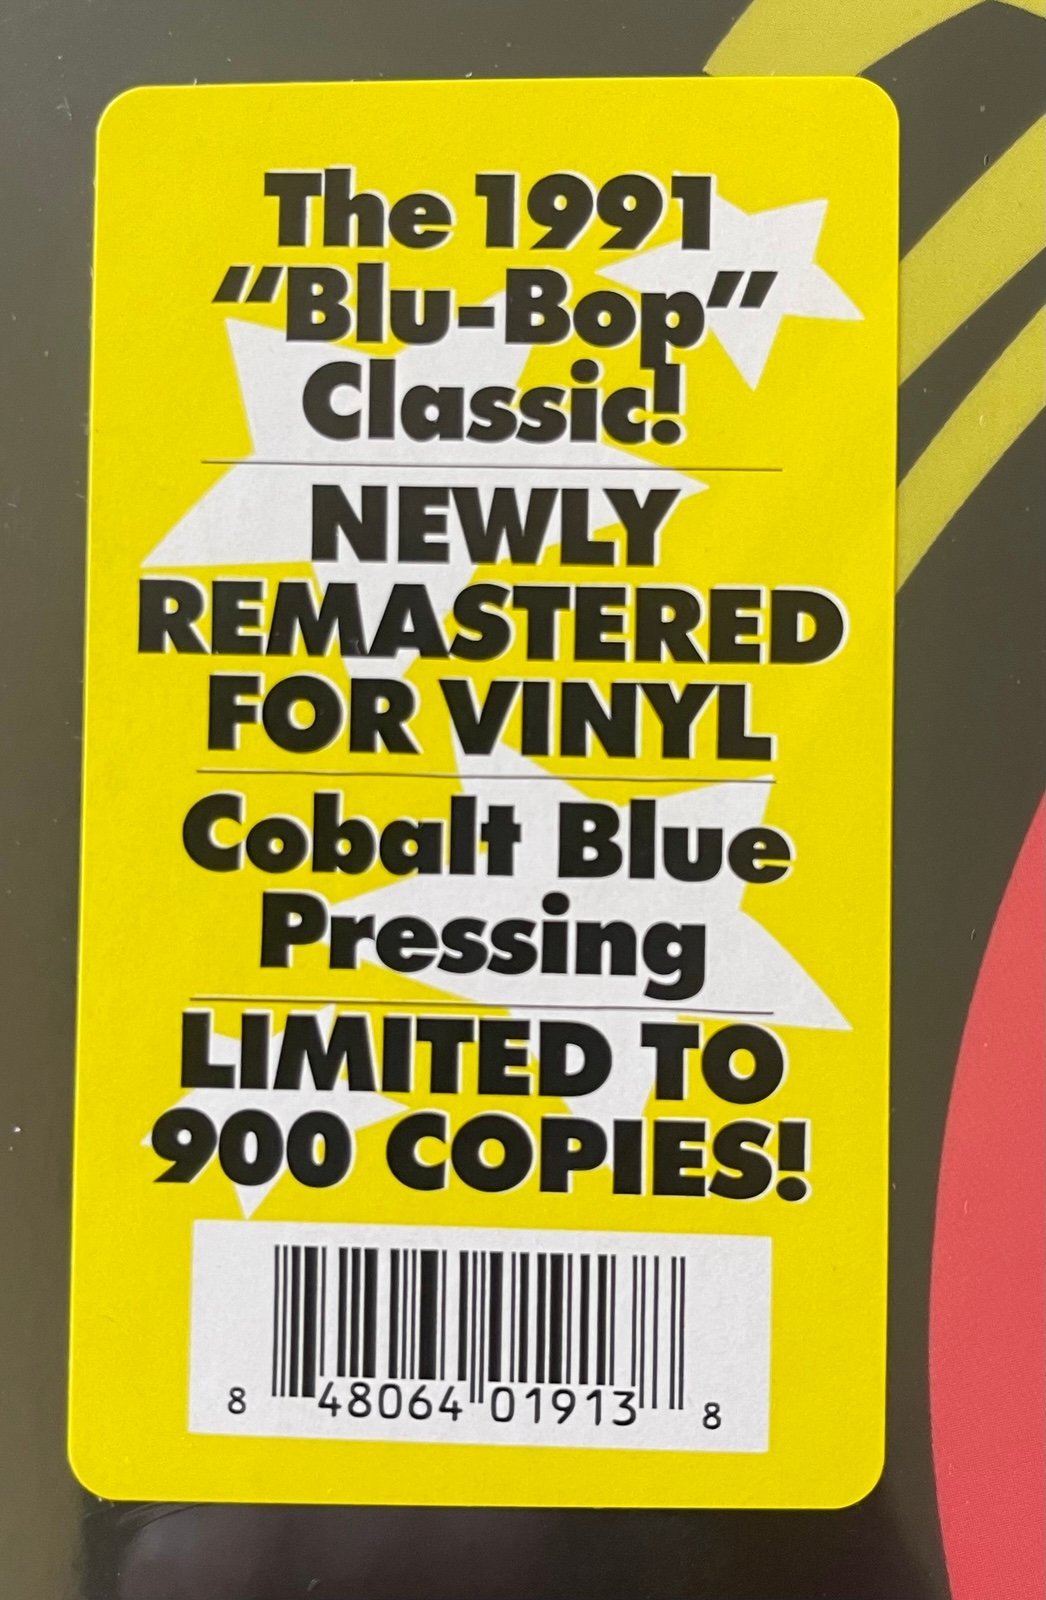 The 1991
"Blu-Bop"
Classic!
NEWLY
REMASTERED
FOR VINYL
Cobalt Blue
Pressing
LIMITED TO
900 COPIES!
8 48064 01913 8